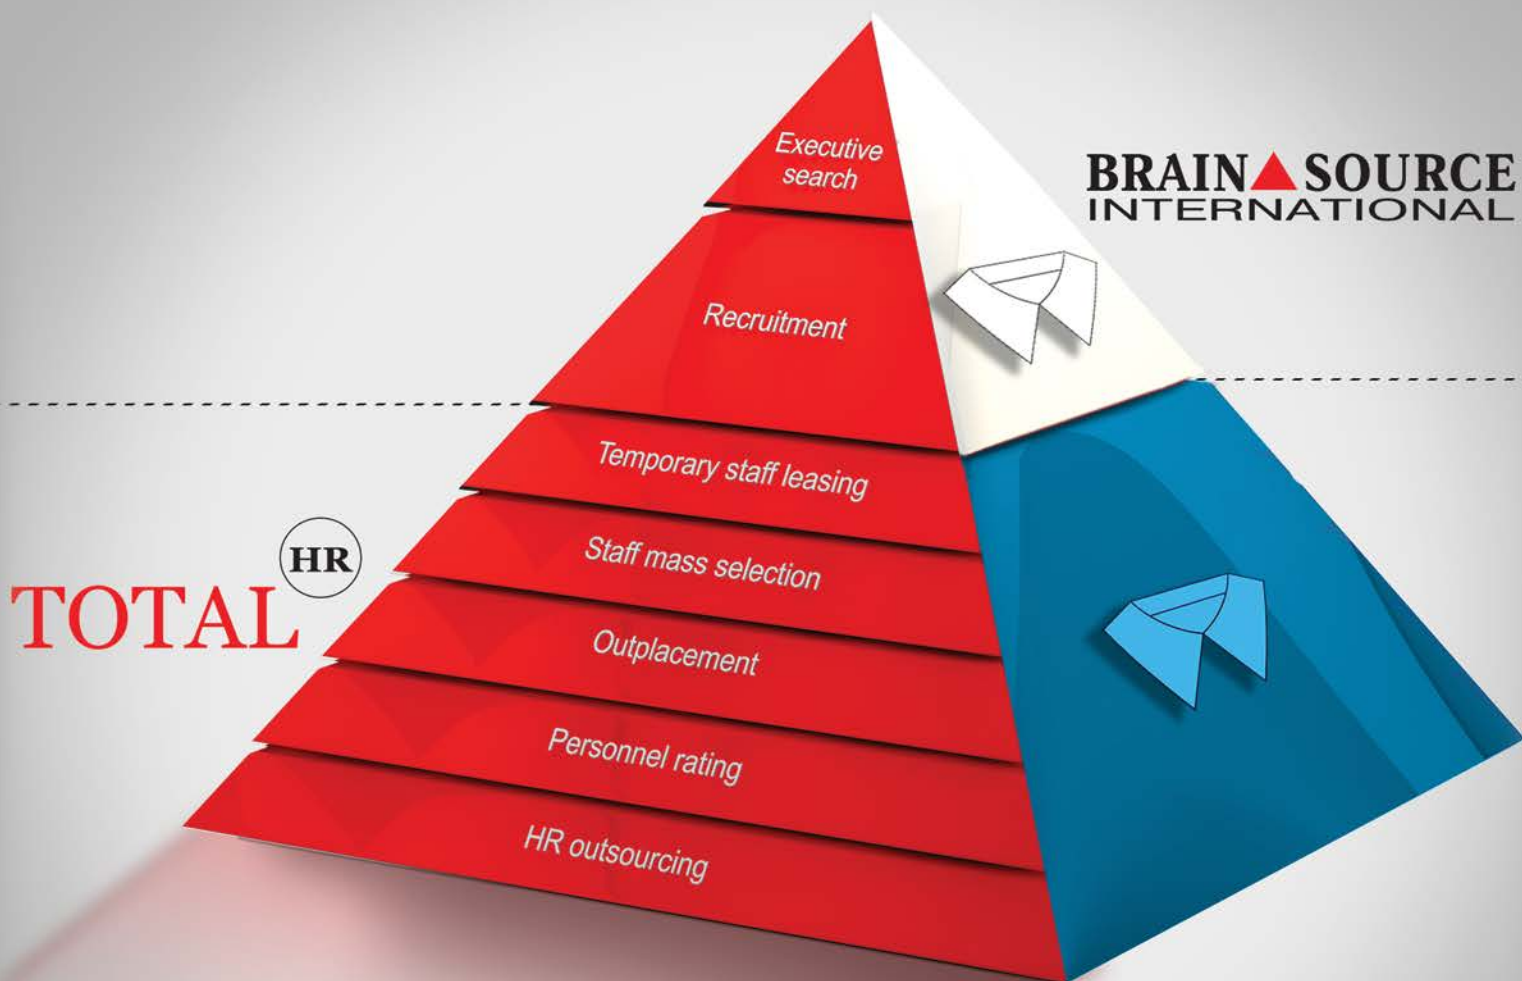 Executive
search
BRAIN SOURCE
INTERNATIONAL
Recruitment
Temporary staff leasing
Staff mass selection
HR
TOTAL
Outplacement
Personnel rating
HR outsourcing